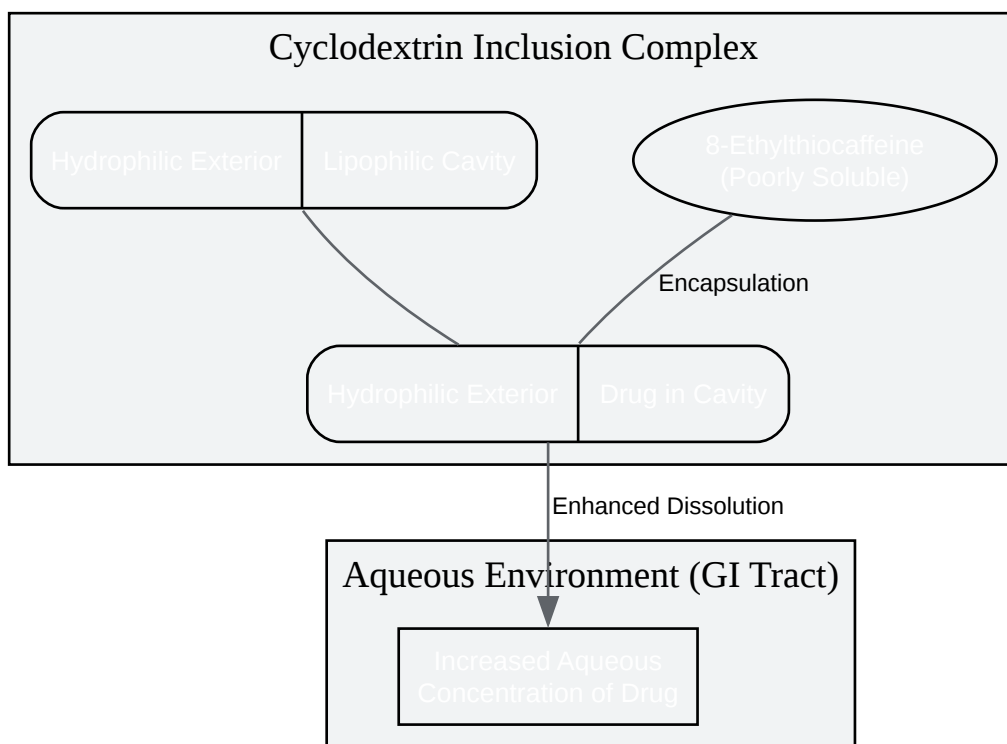 Cyclodextrin Inclusion Complex
Hydrophilic Exterior
Lipophilic Cavity
8-Ethylthiocaffeine
(Poorly Soluble)
Encapsulation
Hydrophilic Exterior
Drug in Cavity
Enhanced Dissolution
Aqueous Environment (GI Tract)
Increased Aqueous
Concentration of Drug